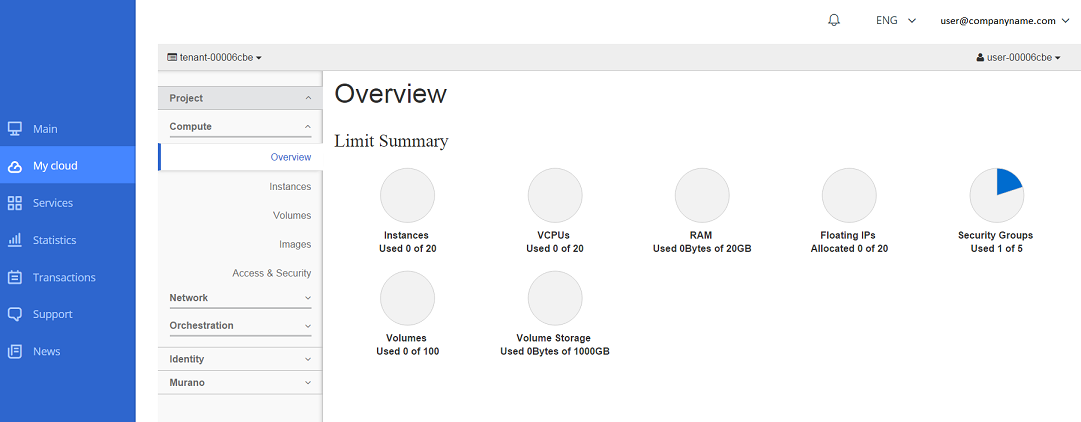 ENG
user@companyname.com
tenant-00006cbe
user-00006cbe
Main
My cloud
Services
Statistics
Transactions
Support
News
Project
Compute
Overview
Instances
Volumes
Images
Access & Security
Network
Orchestration
Identity
Murano
Overview
Limit Summary
Instances
Used 0 of 20
VCPUs
Used 0 of 20
RAM
Used 0Bytes of 20GB
Floating IPs
Allocated 0 of 20
Security Groups
Used 1 of 5
Volumes
Used 0 of 100
Volume Storage
Used 0Bytes of 1000GB